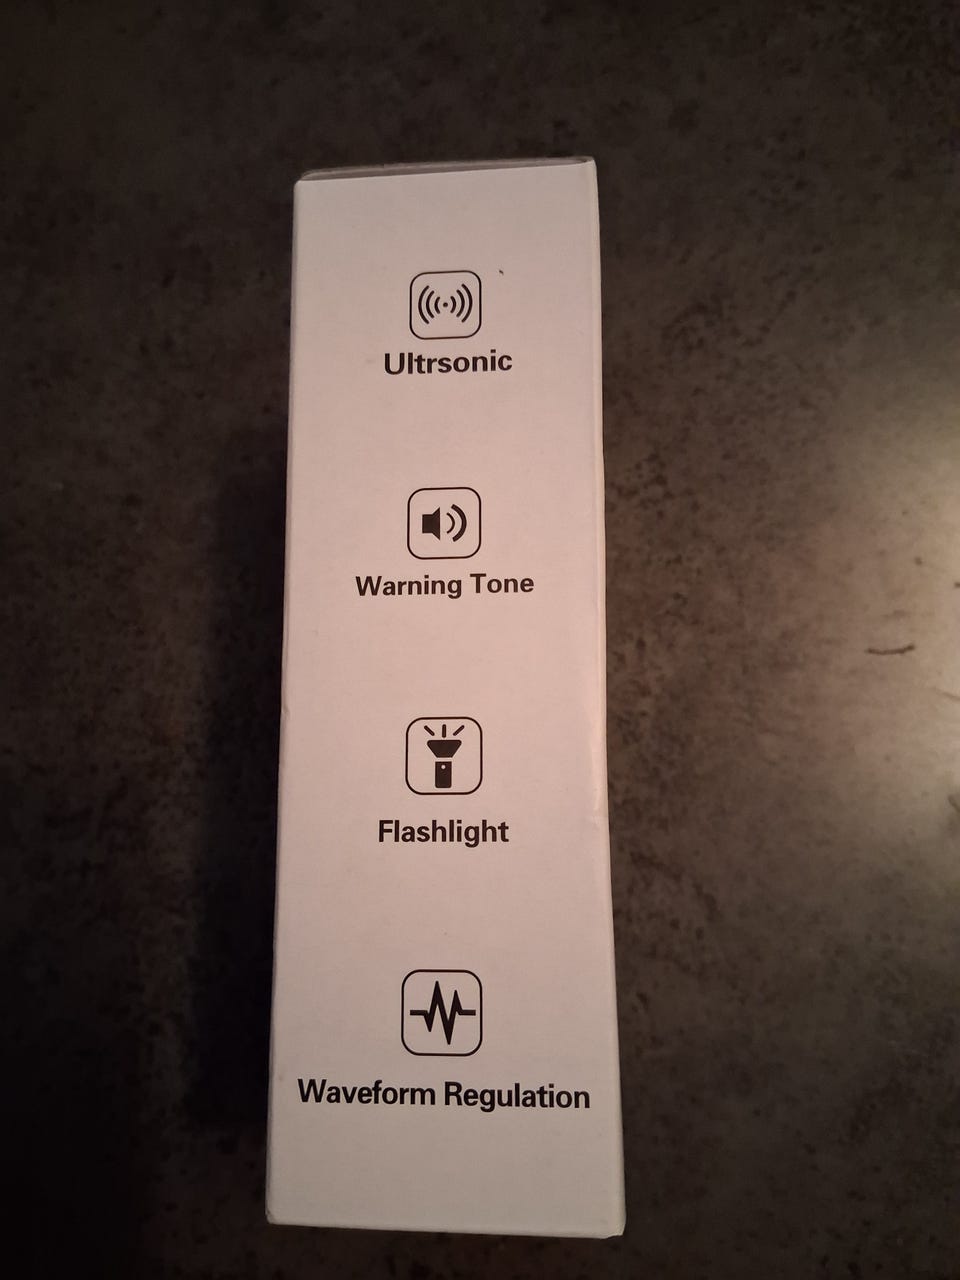 Ultrsonic
Warning Tone
Flashlight
Waveform Regulation